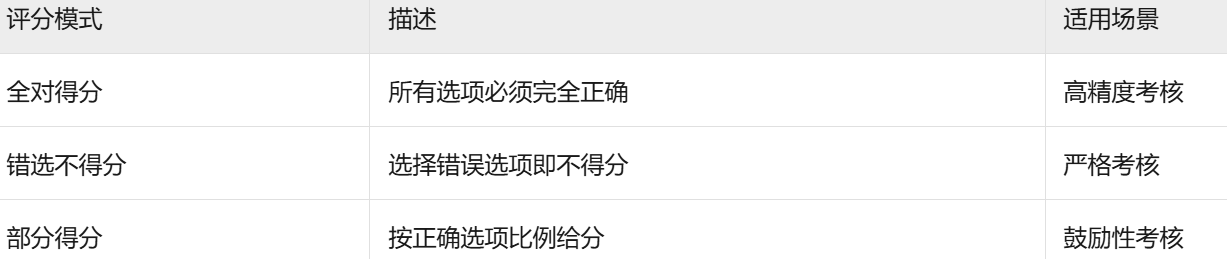 评分模式 描述 适用场景
全对得分 所有选项必须完全正确 高精度考核
错选不得分 选择错误选项即不得分 严格考核
部分得分 按正确选项比例给分 鼓励性考核